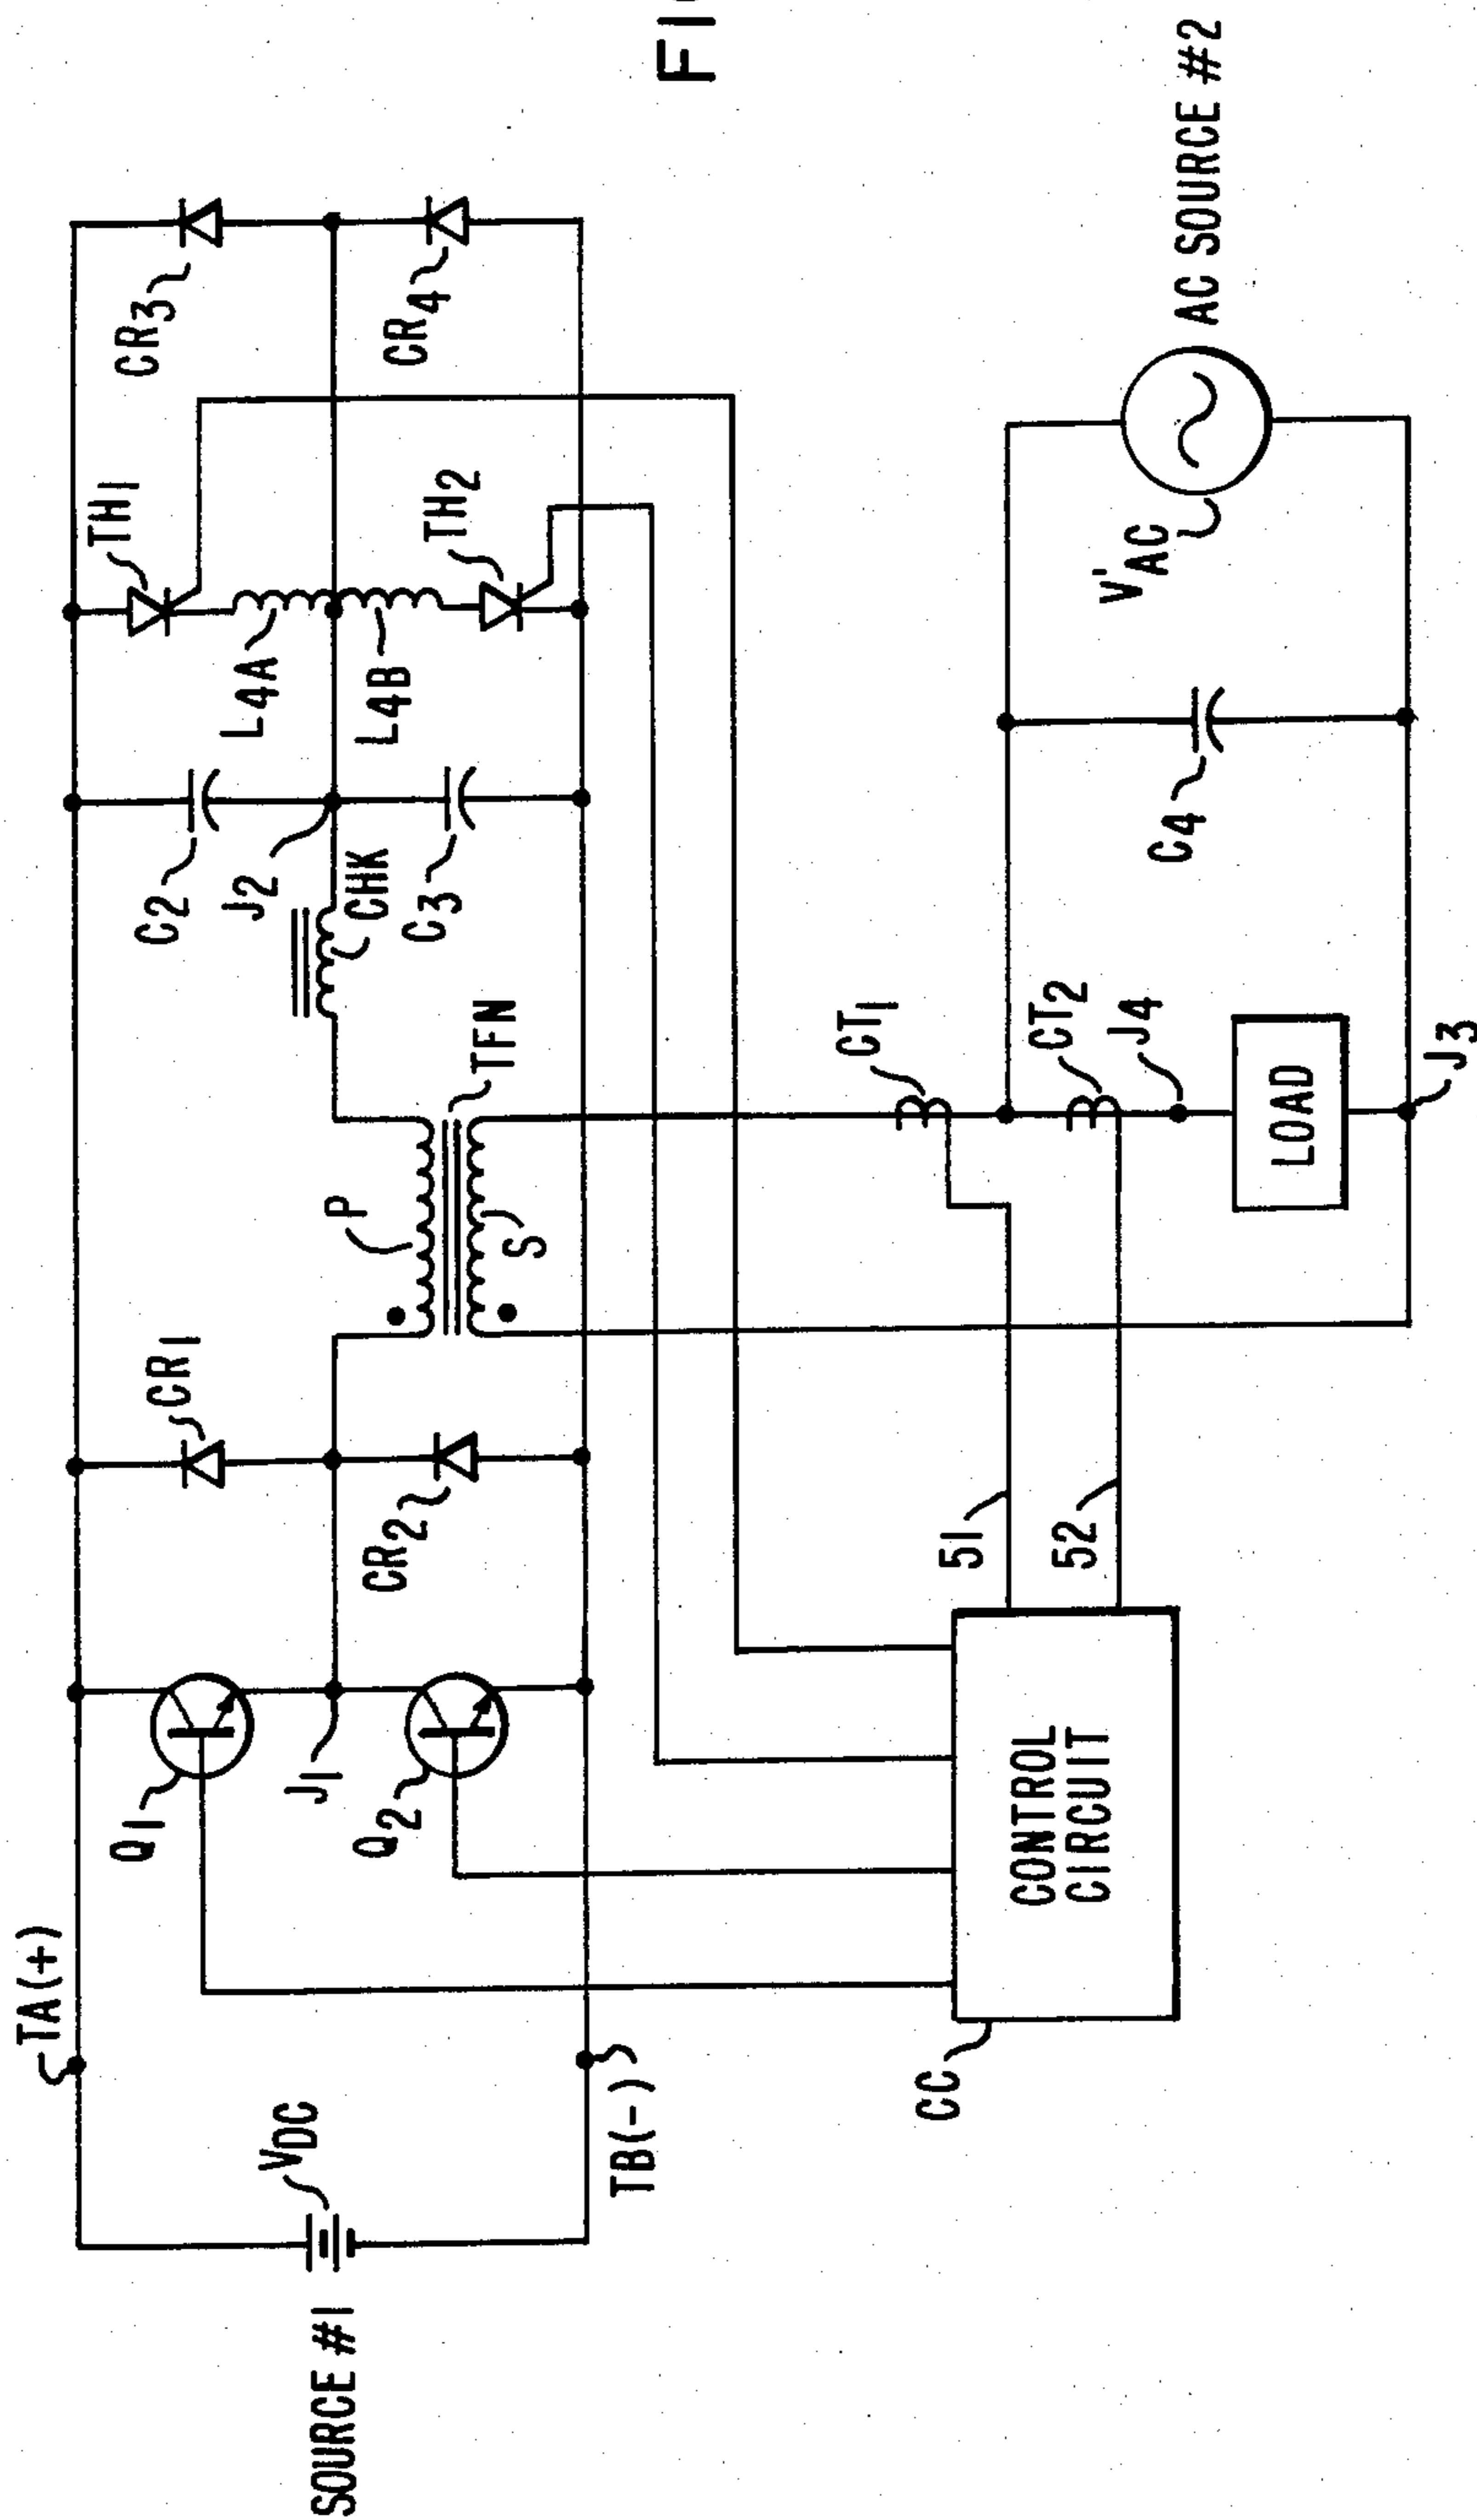 SOURCE #1
VDC
TA(+)
TB(-)
Q1
J1
Q2
CR1
CR2
P
S
TFN
CHK
C2
J2
C3
L4A
L4B
TH1
TH2
CR3
CR4
CC
CONTROL
CIRCUIT
51
52
CT1
CT2
J4
LOAD
J3
C4
V'AC
AC SOURCE #2